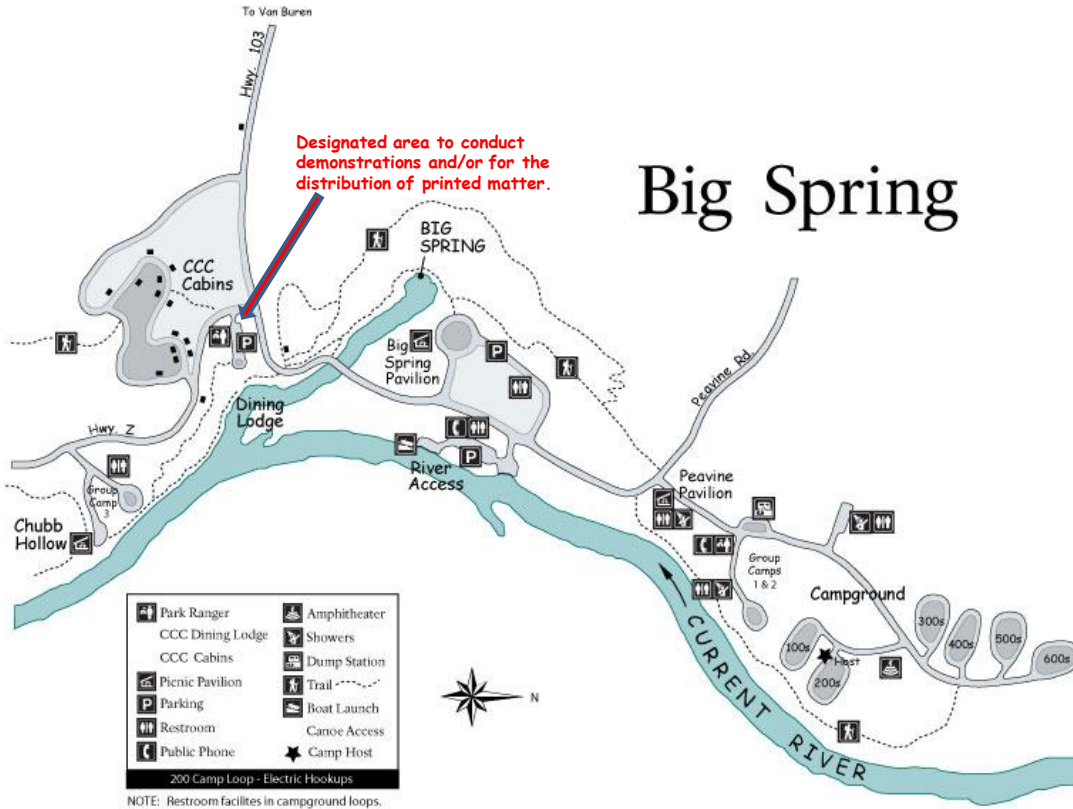 To Van Buren
Hwy. 103
Designated area to conduct
demonstrations and/or for the
distribution of printed matter.
Big Spring
BIG
SPRING
CCC
Cabins
P
Big
Spring
Pavilion
P
Peavine Rd.
Dining
Lodge
Hwy. Z
River
Access
P
Group
Camp
3
Chubb
Hollow
Peavine
Pavilion
Group
Camps
1 & 2
Campground
300s
400s
500s
600s
100s
Host
200s
CURRENT RIVER
N
Park Ranger
CCC Dining Lodge
CCC Cabins
Picnic Pavilion
P Parking
Restroom
Public Phone
Amphitheater
Showers
Dump Station
Trail
Boat Launch
Canoe Access
Camp Host
200 Camp Loop - Electric Hookups
NOTE: Restroom facilites in campground loops.